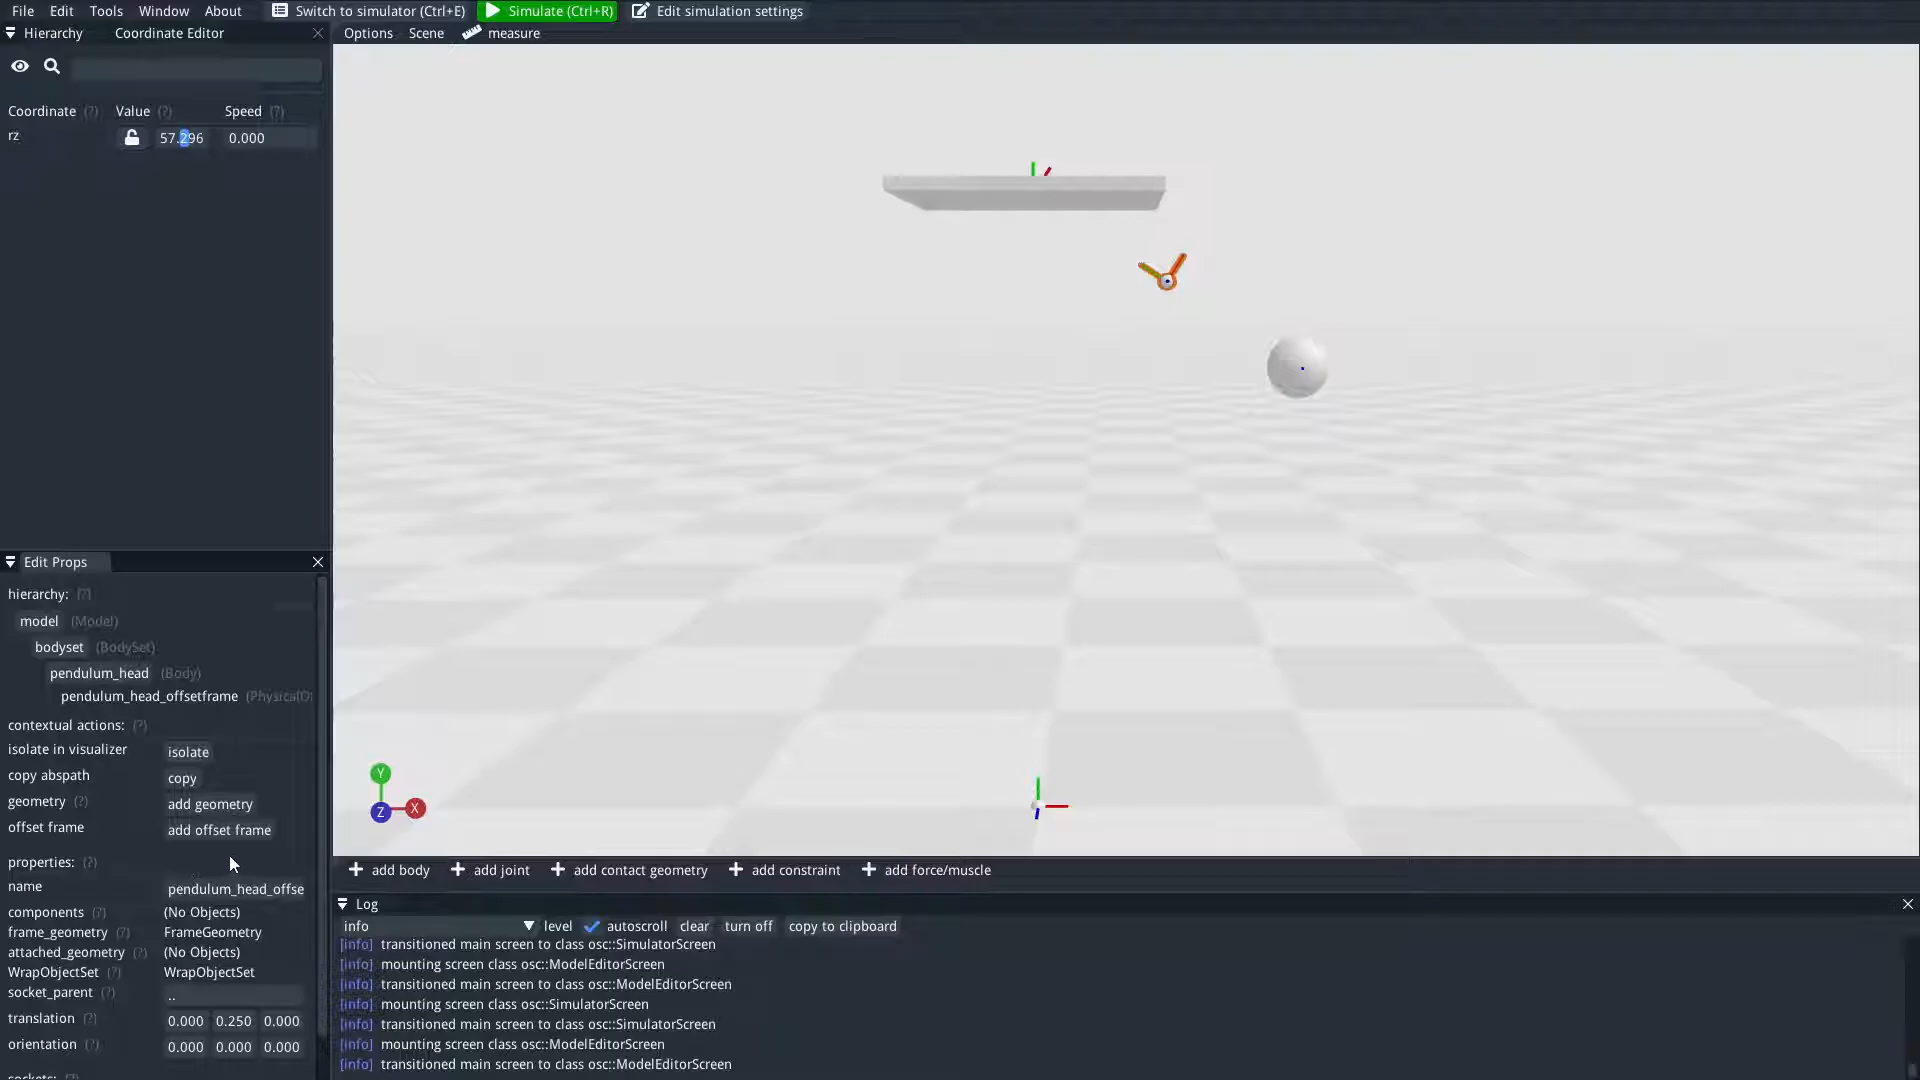 File Edit Tools Window About Switch to simulator (Ctrl+E) Simulate (Ctrl+R) Edit simulation settings
Hierarchy Coordinate Editor
Options Scene measure
Coordinate (?) Value (?) Speed (?)
rz 57.296 0.000
Edit Props
hierarchy: (?)
model (Model)
bodyset (BodySet)
pendulum_head (Body)
pendulum_head_offsetframe (PhysicalO
contextual actions: (?)
isolate in visualizer isolate
copy abspath copy
geometry (?) add geometry
offset frame add offset frame
properties: (?)
name pendulum_head_offse
components (?) (No Objects)
frame_geometry (?) FrameGeometry
attached_geometry (?) (No Objects)
WrapObjectSet (?) WrapObjectSet
socket_parent (?) ..
translation (?) 0.000 0.250 0.000
orientation (?) 0.000 0.000 0.000
sockets: (?)
Y
Z X
add body add joint add contact geometry add constraint add force/muscle
Log
info level autoscroll clear turn off copy to clipboard
[info] transitioned main screen to class osc::SimulatorScreen
[info] mounting screen class osc::ModelEditorScreen
[info] transitioned main screen to class osc::ModelEditorScreen
[info] mounting screen class osc::SimulatorScreen
[info] transitioned main screen to class osc::SimulatorScreen
[info] mounting screen class osc::ModelEditorScreen
[info] transitioned main screen to class osc::ModelEditorScreen